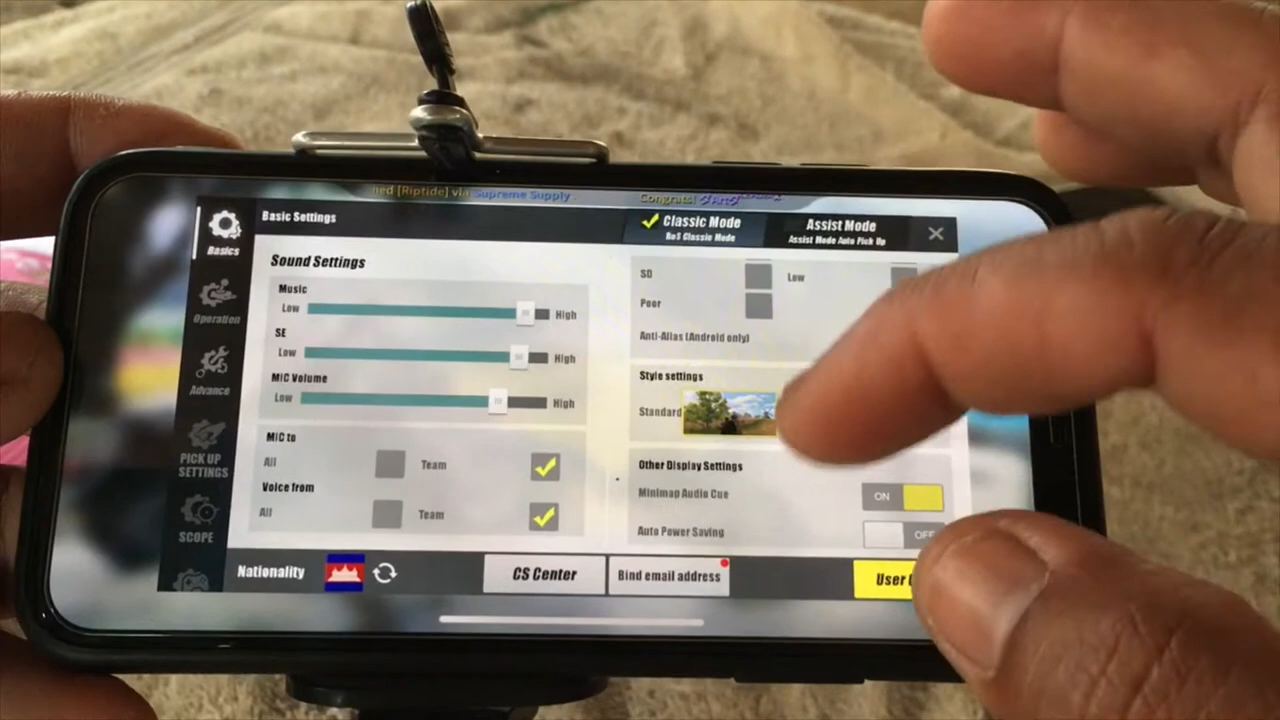 ned [Riptide] via Supreme Supply
Congrats!
Basics
Operation
Advance
PICK UP
SETTINGS
SCOPE
Basic Settings
Classic Mode
RoS Classic Mode
Assist Mode
Assist Mode Auto Pick Up
Sound Settings
Music
Low
High
SE
Low
High
MiC Volume
Low
High
MiC to
All
Team
Voice from
All
Team
SD
Low
Poor
Anti-Alias (Android only)
Style settings
Standard
Other Display Settings
Minimap Audio Cue
ON
Auto Power Saving
OFF
Nationality
CS Center
Bind email address
User